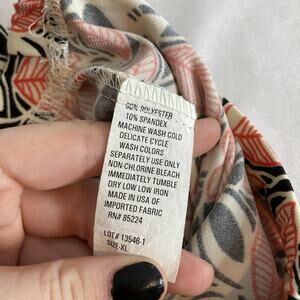 90% POLYESTER
10% SPANDEX
MACHINE WASH COLD
DELICATE CYCLE
WASH COLORS
SEPARATELY USE ONLY
NON-CHLORINE BLEACH
IMMEDIATELY TUMBLE
DRY LOW LOW IRON
MADE IN USA OF
IMPORTED FABRIC
RN# 85224
LOT# 13546-1
SIZE: XL